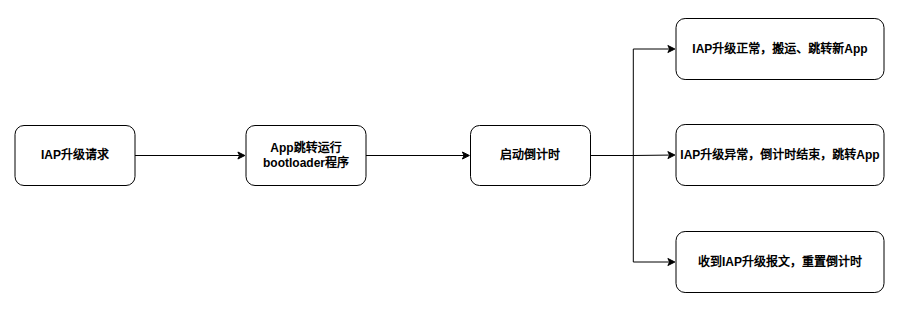 IAP升级请求
App跳转运行
bootloader程序
启动倒计时
IAP升级正常，搬运、跳转新App
IAP升级异常，倒计时结束，跳转App
收到IAP升级报文，重置倒计时